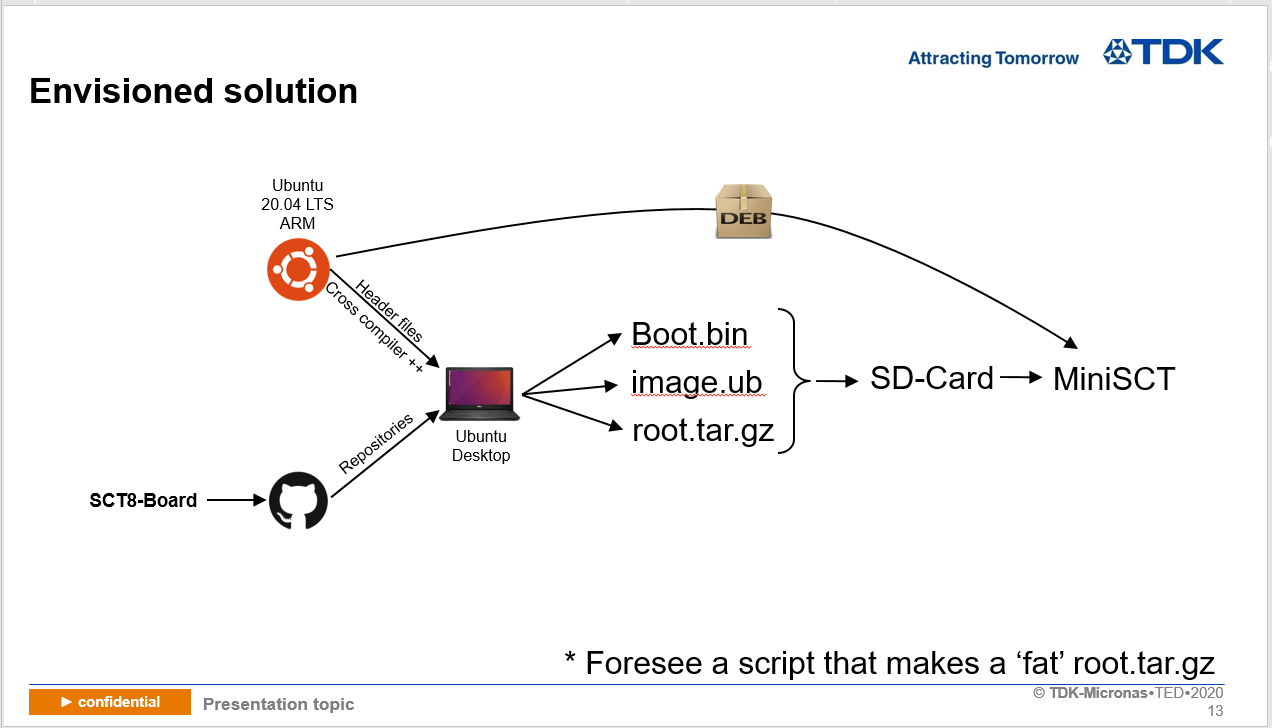 Attracting Tomorrow
TDK
Envisioned solution
Ubuntu
20.04 LTS
ARM
DEB
Header files
Cross compiler ++
Boot.bin
image.ub
root.tar.gz
SD-Card
MiniSCT
Ubuntu
Desktop
Repositories
SCT8-Board
* Foresee a script that makes a ‘fat’ root.tar.gz
confidential
Presentation topic
© TDK-Micronas•TED•2020
13